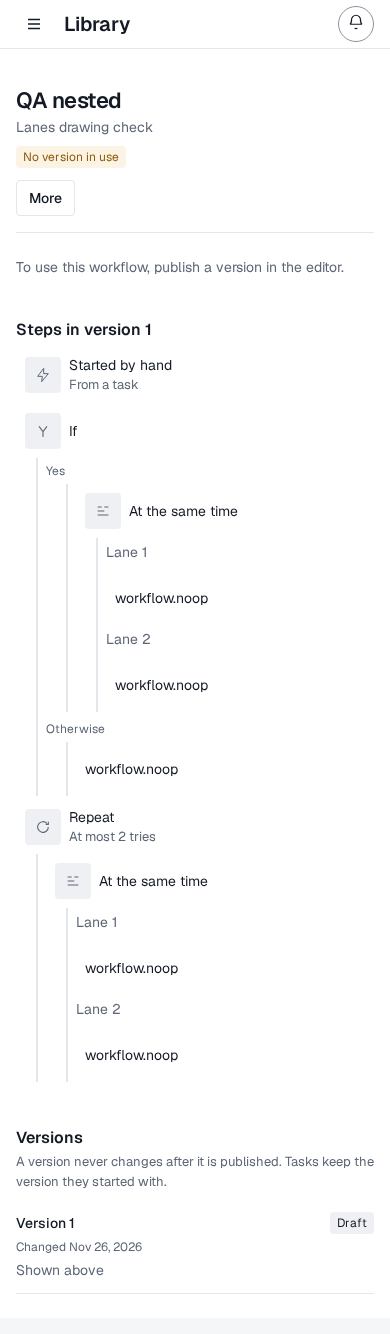 Library
QA nested
Lanes drawing check
No version in use
More
To use this workflow, publish a version in the editor.
Steps in version 1
Started by hand
From a task
If
Yes
At the same time
Lane 1
workflow.noop
Lane 2
workflow.noop
Otherwise
workflow.noop
Repeat
At most 2 tries
At the same time
Lane 1
workflow.noop
Lane 2
workflow.noop
Versions
A version never changes after it is published. Tasks keep the
version they started with.
Version 1
Draft
Changed Nov 26, 2026
Shown above